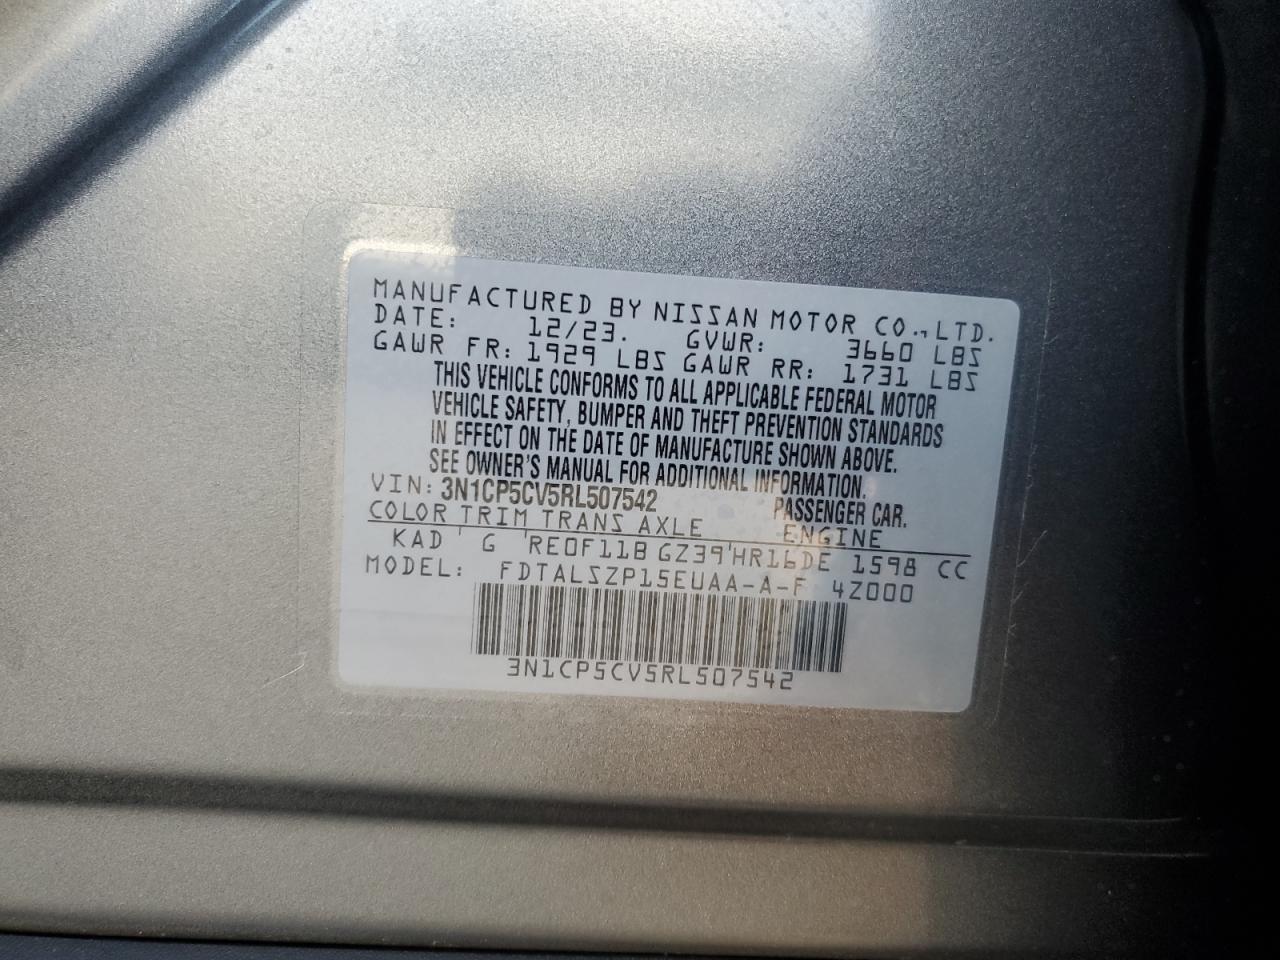 MANUFACTURED BY NISSAN MOTOR CO.,LTD.
DATE: 12/23. GVWR: 3660 LBS
GAWR FR: 1929 LBS GAWR RR: 1731 LBS
THIS VEHICLE CONFORMS TO ALL APPLICABLE FEDERAL MOTOR
VEHICLE SAFETY, BUMPER AND THEFT PREVENTION STANDARDS
IN EFFECT ON THE DATE OF MANUFACTURE SHOWN ABOVE.
SEE OWNER'S MANUAL FOR ADDITIONAL INFORMATION.
VIN: 3N1CP5CV5RL507542 PASSENGER CAR.
COLOR TRIM TRANS AXLE ENGINE
KAD G RE0F11B GZ39 HR16DE 1598 CC
MODEL: FDTALSZP15EUAA-A-F 4Z000
3N1CP5CV5RL507542